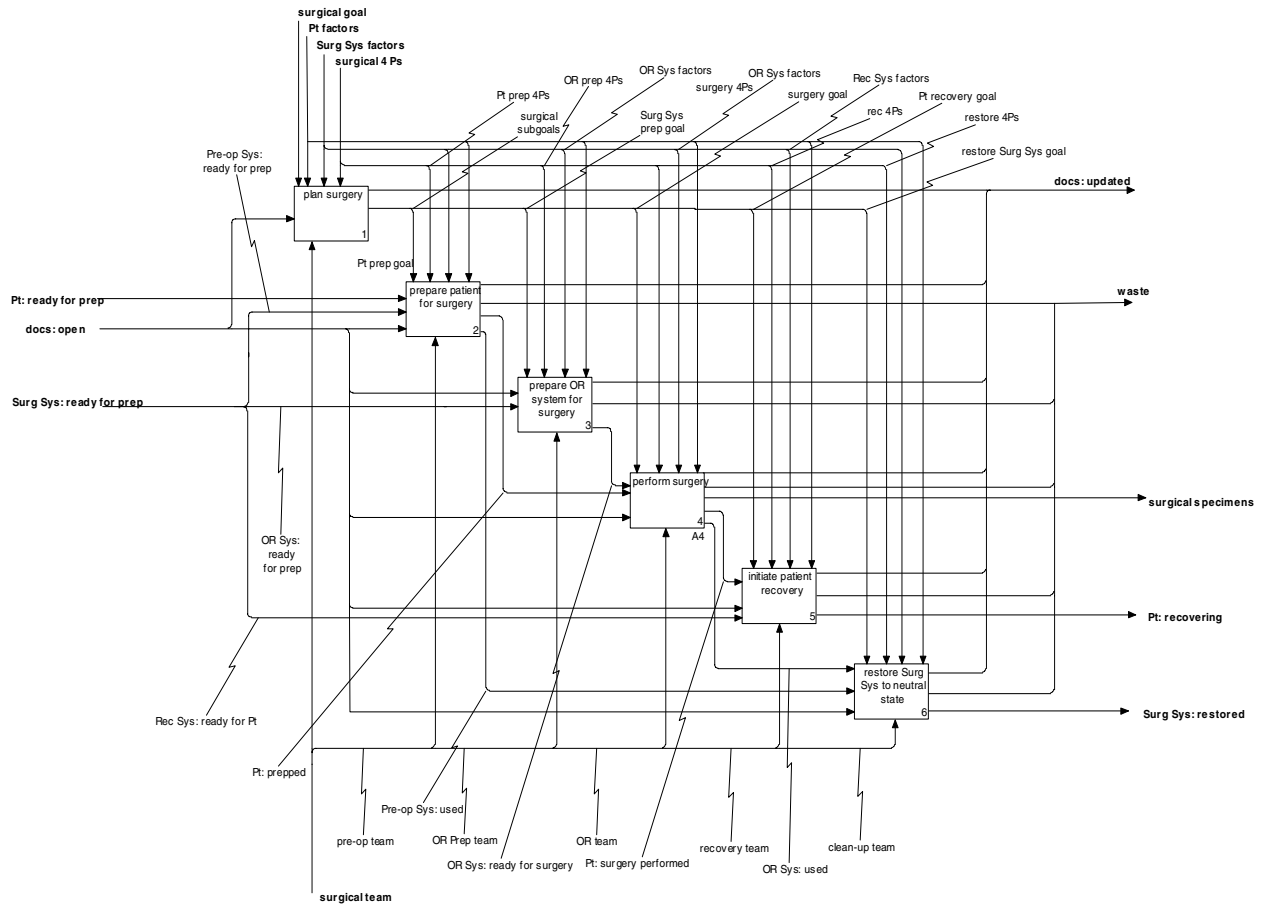 surgical goal
Pt factors
Surg Sys factors
surgical 4 Ps
Pt prep 4Ps
surgical
subgoals
OR prep 4Ps
OR Sys factors
Surg Sys
prep goal
surgery 4Ps
OR Sys factors
surgery goal
Rec Sys factors
rec 4Ps
Pt recovery goal
restore 4Ps
restore Surg Sys goal
Pre-op Sys:
ready for prep
plan surgery
1
docs: updated
Pt prep goal
Pt: ready for prep
docs: open
prepare patient
for surgery
2
waste
Surg Sys: ready for prep
prepare OR
system for
surgery
3
perform surgery
4
A4
surgical specimens
OR Sys:
ready
for prep
initiate patient
recovery
5
Pt: recovering
restore Surg
Sys to neutral
state
6
Surg Sys: restored
Rec Sys: ready for Pt
Pt: prepped
Pre-op Sys: used
pre-op team
OR Prep team
OR Sys: ready for surgery
OR team
Pt: surgery performed
recovery team
OR Sys: used
clean-up team
surgical team